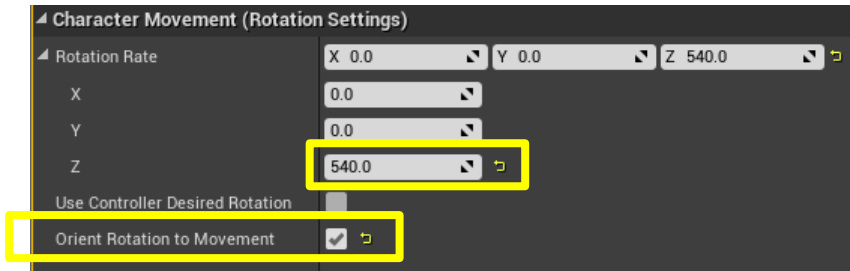 Character Movement (Rotation Settings)
Rotation Rate X 0.0 Y 0.0 Z 540.0
X 0.0
Y 0.0
Z 540.0
Use Controller Desired Rotation
Orient Rotation to Movement